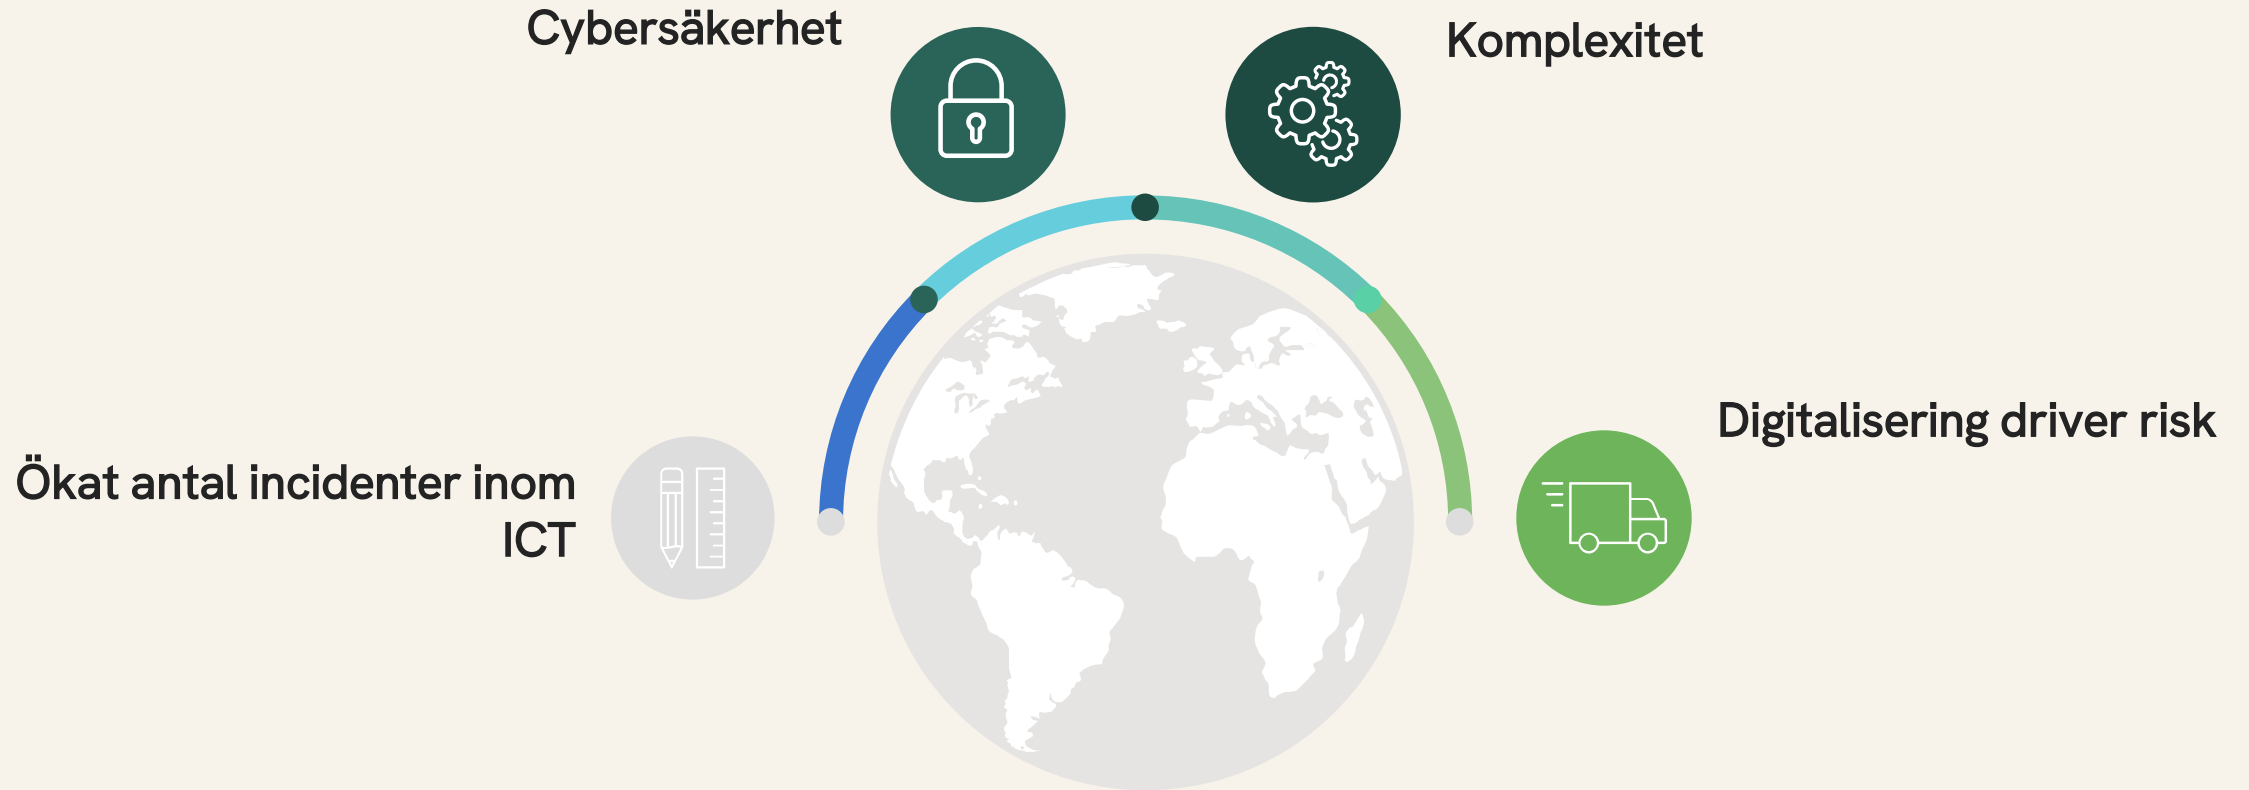 Cybersäkerhet
Komplexitet
Ökat antal incidenter inom
ICT
Digitalisering driver risk